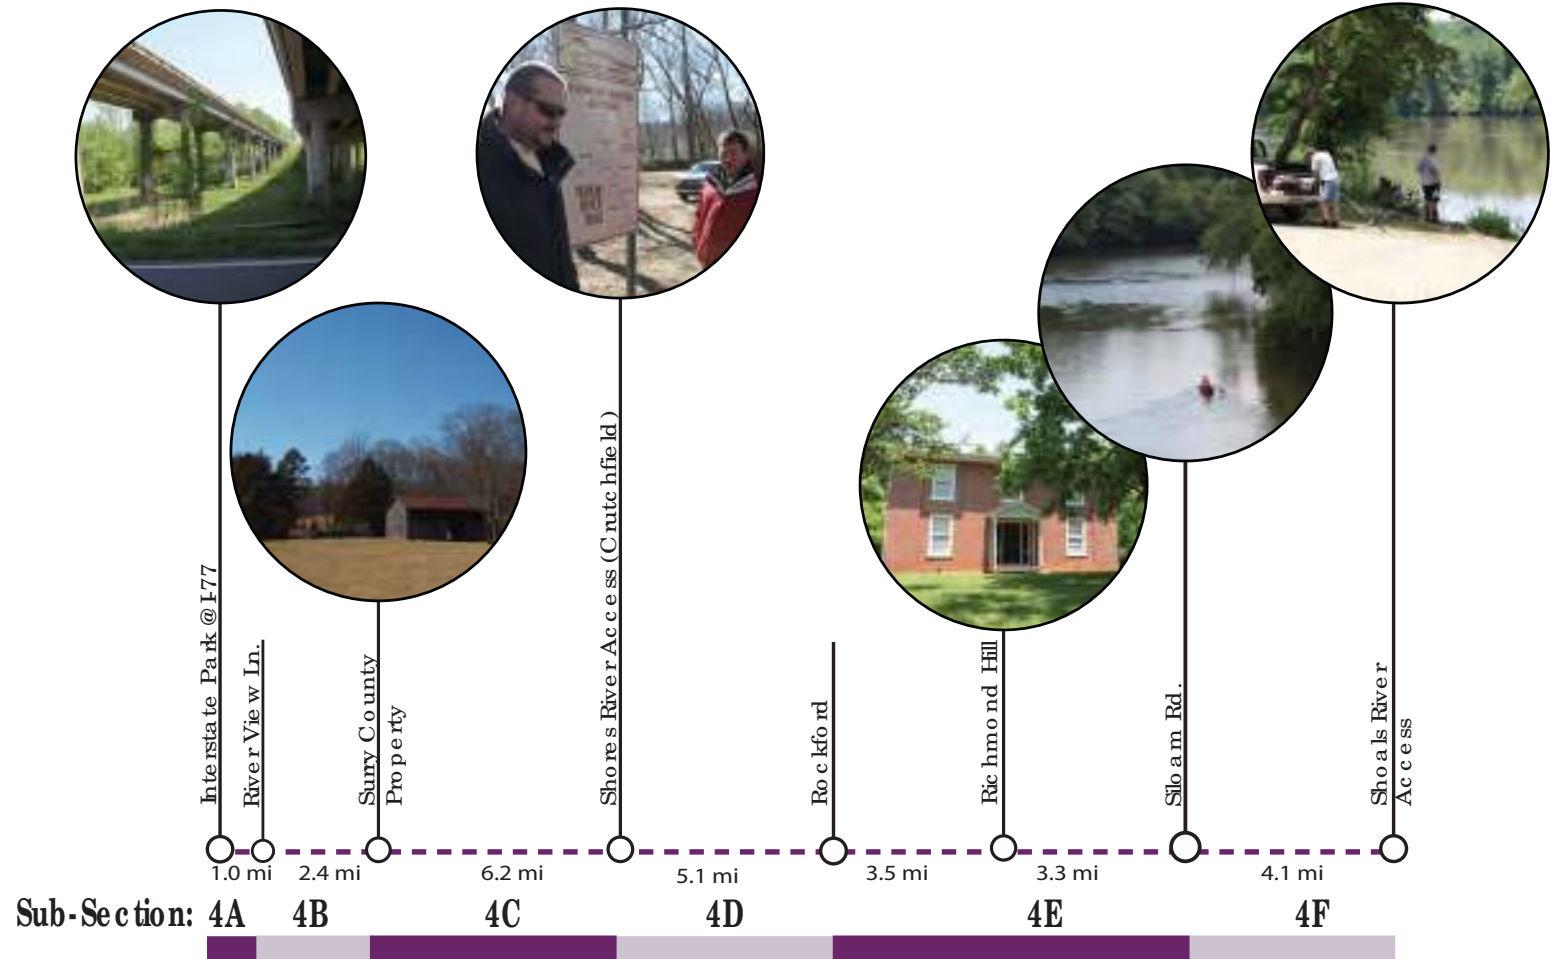 Interstate Park @ I-77
River View Ln.
Surry County
Property
Shores River Access (Crutchfield)
Rockford
Richmond Hill
Siloam Rd.
Shoals River
Access
1.0 mi
2.4 mi
6.2 mi
5.1 mi
3.5 mi
3.3 mi
4.1 mi
Sub-Section: 4A 4B 4C 4D 4E 4F